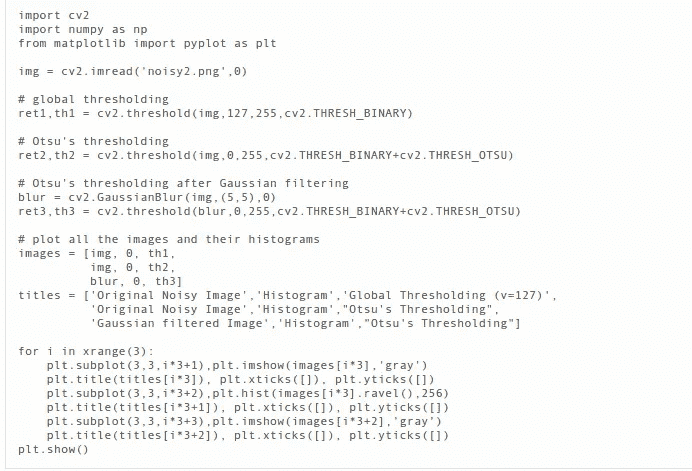 import cv2
import numpy as np
from matplotlib import pyplot as plt

img = cv2.imread('noisy2.png',0)

# global thresholding
ret1,th1 = cv2.threshold(img,127,255,cv2.THRESH_BINARY)

# Otsu's thresholding
ret2,th2 = cv2.threshold(img,0,255,cv2.THRESH_BINARY+cv2.THRESH_OTSU)

# Otsu's thresholding after Gaussian filtering
blur = cv2.GaussianBlur(img,(5,5),0)
ret3,th3 = cv2.threshold(blur,0,255,cv2.THRESH_BINARY+cv2.THRESH_OTSU)

# plot all the images and their histograms
images = [img, 0, th1,
          img, 0, th2,
          blur, 0, th3]
titles = ['Original Noisy Image','Histogram','Global Thresholding (v=127)',
          'Original Noisy Image','Histogram',"Otsu's Thresholding",
          'Gaussian filtered Image','Histogram',"Otsu's Thresholding"]

for i in xrange(3):
    plt.subplot(3,3,i*3+1),plt.imshow(images[i*3],'gray')
    plt.title(titles[i*3]), plt.xticks([]), plt.yticks([])
    plt.subplot(3,3,i*3+2),plt.hist(images[i*3].ravel(),256)
    plt.title(titles[i*3+1]), plt.xticks([]), plt.yticks([])
    plt.subplot(3,3,i*3+3),plt.imshow(images[i*3+2],'gray')
    plt.title(titles[i*3+2]), plt.xticks([]), plt.yticks([])
plt.show()